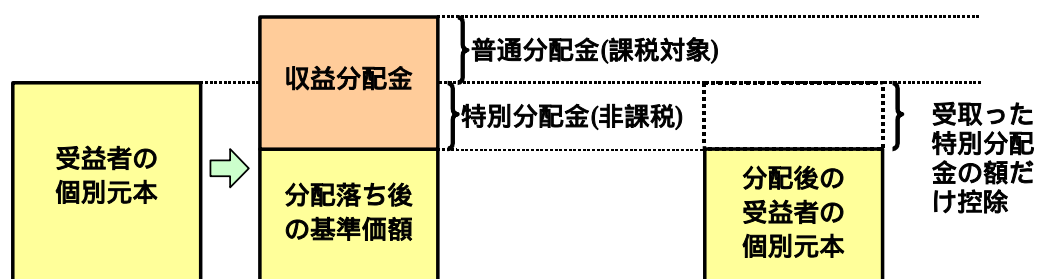 受益者の
個別元本
収益分配金
分配落ち後
の基準価額
普通分配金(課税対象)
特別分配金(非課税)
分配後の
受益者の
個別元本
受取った
特別分配
金の額だ
け控除